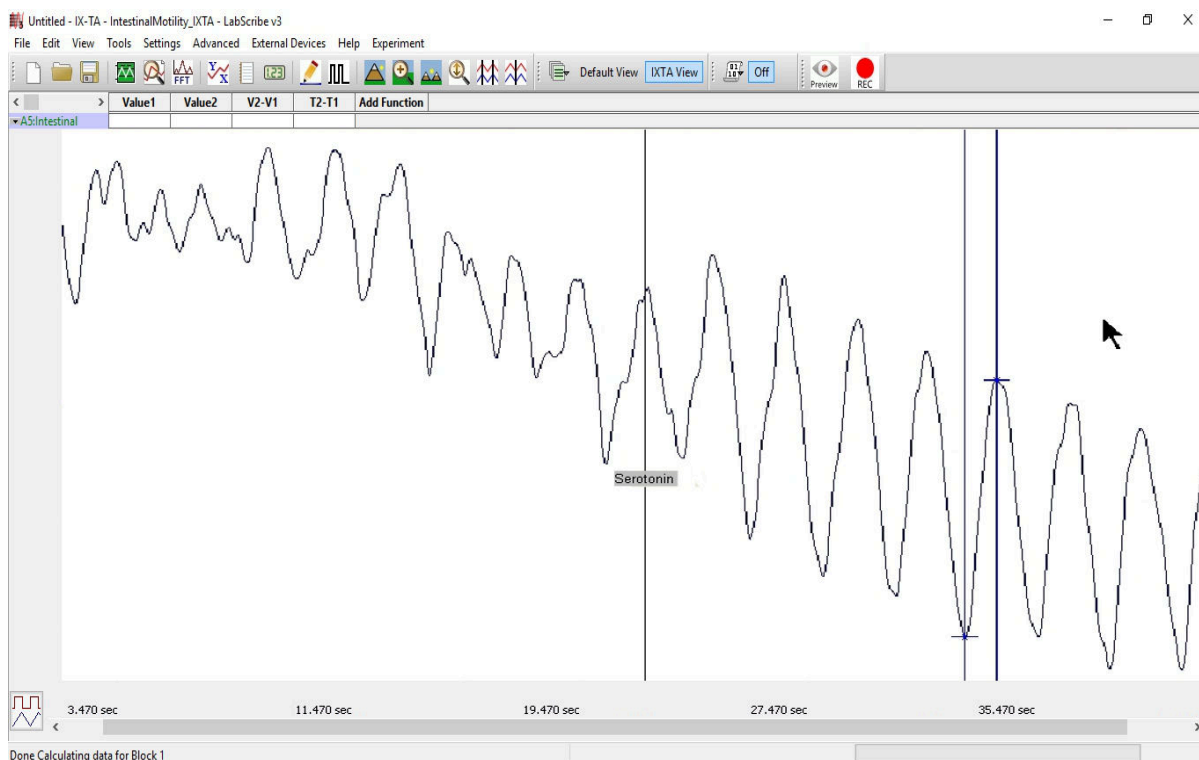 Untitled - IX-TA - IntestinalMotility_IXTA - LabScribe v3
File Edit View Tools Settings Advanced External Devices Help Experiment
FFT Y X 123 Default View IXTA View Off Preview REC
Value1 Value2 V2-V1 T2-T1 Add Function
A5:Intestinal
Serotonin
3.470 sec 11.470 sec 19.470 sec 27.470 sec 35.470 sec
Done Calculating data for Block 1